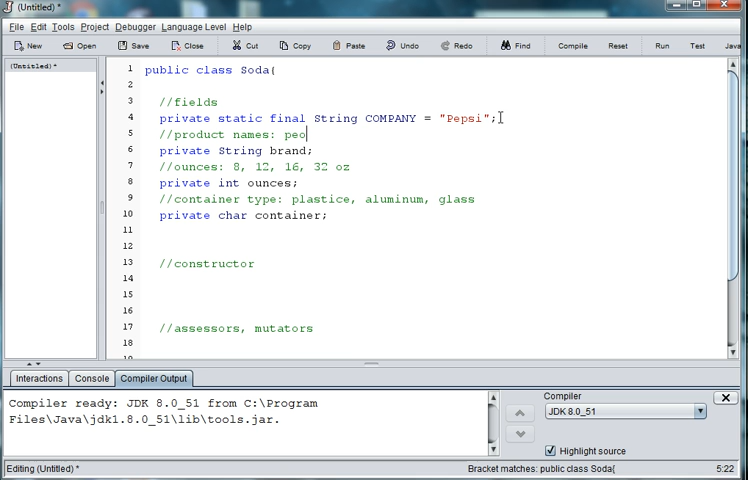 (Untitled) *
File Edit Tools Project Debugger Language Level Help
New Open Save Close Cut Copy Paste Undo Redo Find Compile Reset Run Test Java
(Untitled) *
1 public class Soda{
2
3 //fields
4 private static final String COMPANY = "Pepsi";
5 //product names: peo
6 private String brand;
7 //ounces: 8, 12, 16, 32 oz
8 private int ounces;
9 //container type: plastice, aluminum, glass
10 private char container;
11
12
13 //constructor
14
15
16
17 //assessors, mutators
18
Interactions Console Compiler Output
Compiler ready: JDK 8.0_51 from C:\Program
Files\Java\jdk1.8.0_51\lib\tools.jar.
Compiler
JDK 8.0_51
Highlight source
Editing (Untitled) * Bracket matches: public class Soda{ 5:22